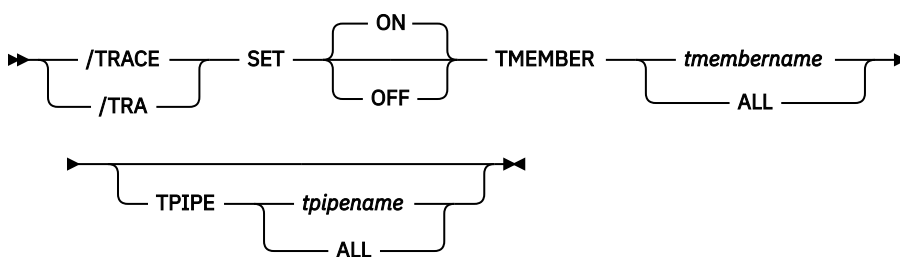 ON
/TRACE SET TMEMBER tmembername
/TRA OFF ALL
TPIPE tpipename
ALL